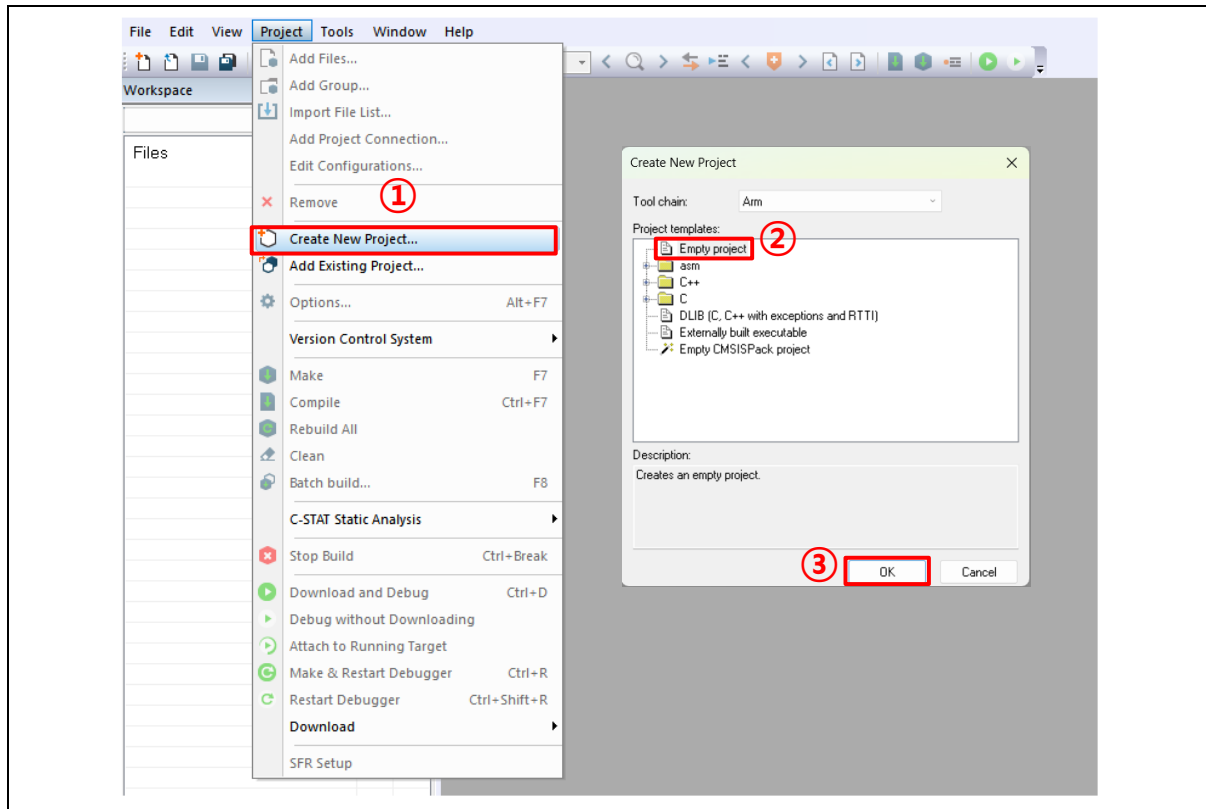 File Edit View Project Tools Window Help
Workspace
Files
Add Files...
Add Group...
Import File List...
Add Project Connection...
Edit Configurations...
①
Remove
Create New Project...
Add Existing Project...
Options... Alt+F7
Version Control System
Make F7
Compile Ctrl+F7
Rebuild All
Clean
Batch build... F8
C-STAT Static Analysis
Stop Build Ctrl+Break
Download and Debug Ctrl+D
Debug without Downloading
Attach to Running Target
Make & Restart Debugger Ctrl+R
Restart Debugger Ctrl+Shift+R
Download
SFR Setup
Create New Project
Tool chain: Arm
Project templates:
②
Empty project
asm
C++
C
DLIB (C, C++ with exceptions and RTTI)
Externally built executable
Empty CMSISPack project
Description:
Creates an empty project.
③
OK Cancel